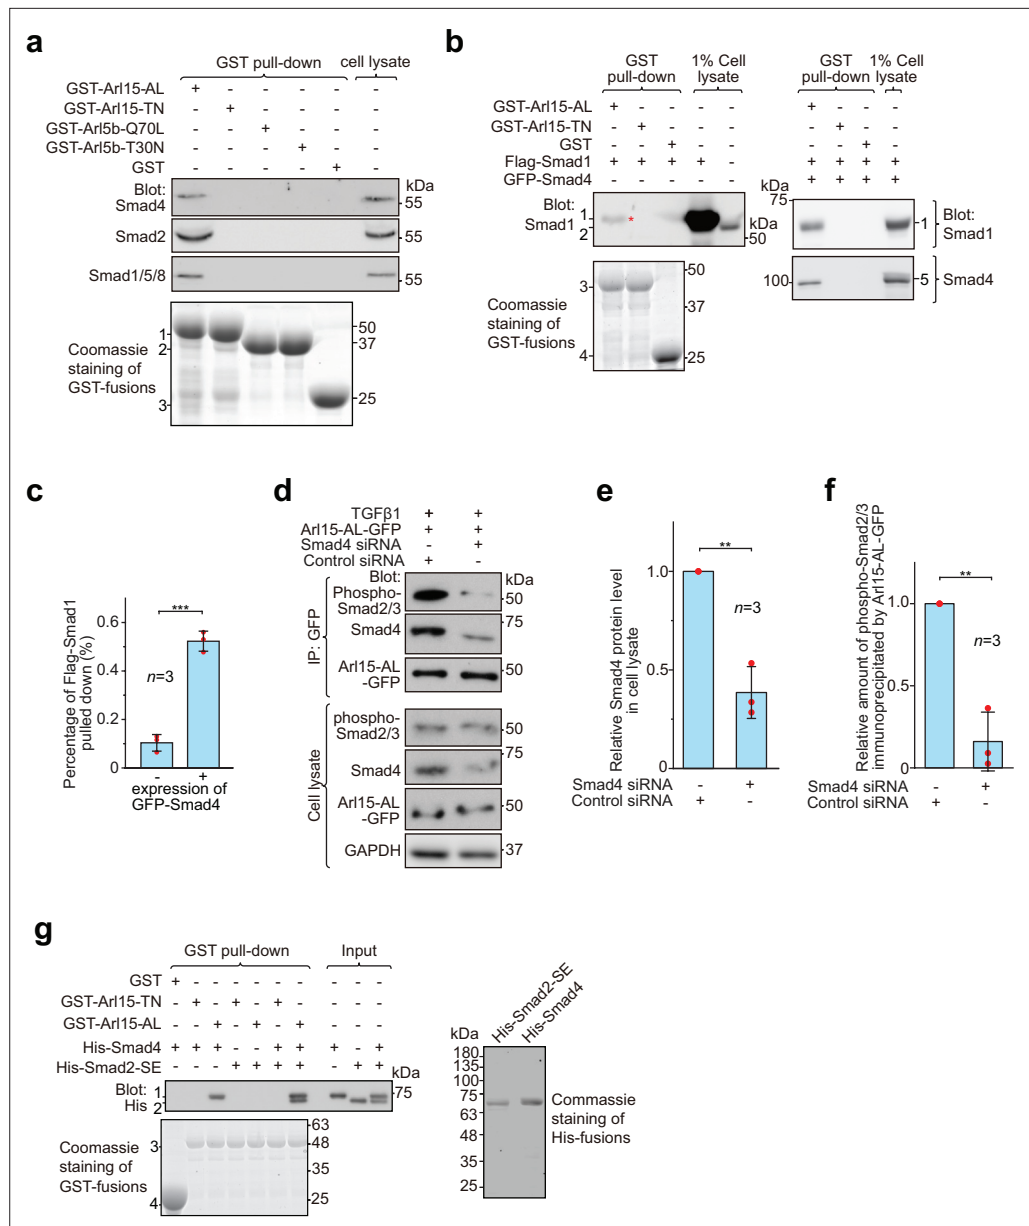 a
GST pull-down cell lysate
GST-Arl15-AL + - - - - -
GST-Arl15-TN - + - - - -
GST-Arl5b-Q70L - - + - - -
GST-Arl5b-T30N - - - + - -
GST - - - - + -
Blot: kDa
Smad4 55
Smad2 55
Smad1/5/8 55
Coomassie staining of GST-fusions
1 2 3
50 37 25
b
GST pull-down 1% Cell lysate GST pull-down 1% Cell lysate
GST-Arl15-AL + - - - - + - - -
GST-Arl15-TN - + - - - - + - -
GST - - + - - - - + -
Flag-Smad1 + + + + - + + + +
GFP-Smad4 - - - - - + + + +
Blot: Smad1 1 2 * kDa 50
kDa 75 1 Blot: Smad1
100 5 Smad4
Coomassie staining of GST-fusions
3 4
50 37 25
c
Percentage of Flag-Smad1 pulled down (%)
0.6
0.2
0
***
n=3
- +
expression of GFP-Smad4
d
TGFβ1 + +
Arl15-AL-GFP + +
Smad4 siRNA - +
Control siRNA + -
Blot: kDa
IP: GFP
Phospho-Smad2/3 50
Smad4 75
Arl15-AL-GFP 50
Cell lysate
phospho-Smad2/3 50
Smad4 75
Arl15-AL-GFP 50
GAPDH 37
e
Relative Smad4 protein level in cell lysate
1.0
0.5
0
**
n=3
Smad4 siRNA - +
Control siRNA + -
f
Relative amount of phospho-Smad2/3 immunoprecipitated by Arl15-AL-GFP
1.0
0.5
0
**
n=3
Smad4 siRNA - +
Control siRNA + -
g
GST pull-down Input
GST + - - - - - - - - -
GST-Arl15-TN - + - + - + - - - -
GST-Arl15-AL - - + - + - + - - -
His-Smad4 + + + - - + + + - +
His-Smad2-SE - - - + + + + - + +
Blot: His 1 2 kDa 75
Coomassie staining of GST-fusions
3 4
63 48 35 25
His-Smad2-SE
His-Smad4
kDa
180
135
100
75
63
48
35
25
Commassie staining of His-fusions